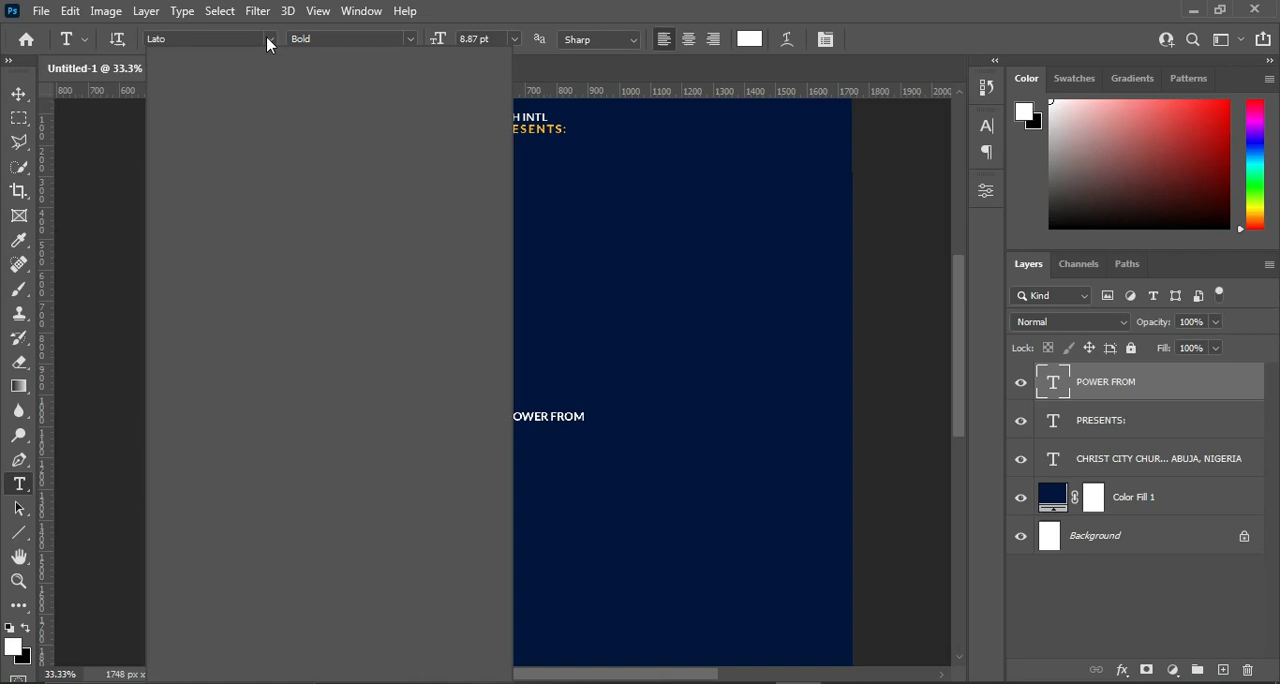 Ps File Edit Image Layer Type Select Filter 3D View Window Help
T Lato Bold 8.87 pt Sharp
Untitled-1 @ 33.3%
Color Swatches Gradients Patterns
800 700 600 700 800 900 1000 1100 1200 1300 1400 1500 1600 1700 1800 1900 2000
H INTL
ESENTS:
OWER FROM
Layers Channels Paths
Kind
Normal Opacity: 100%
Lock: Fill: 100%
T POWER FROM
T PRESENTS:
T CHRIST CITY CHUR... ABUJA, NIGERIA
Color Fill 1
Background
33.33% 1748 px x